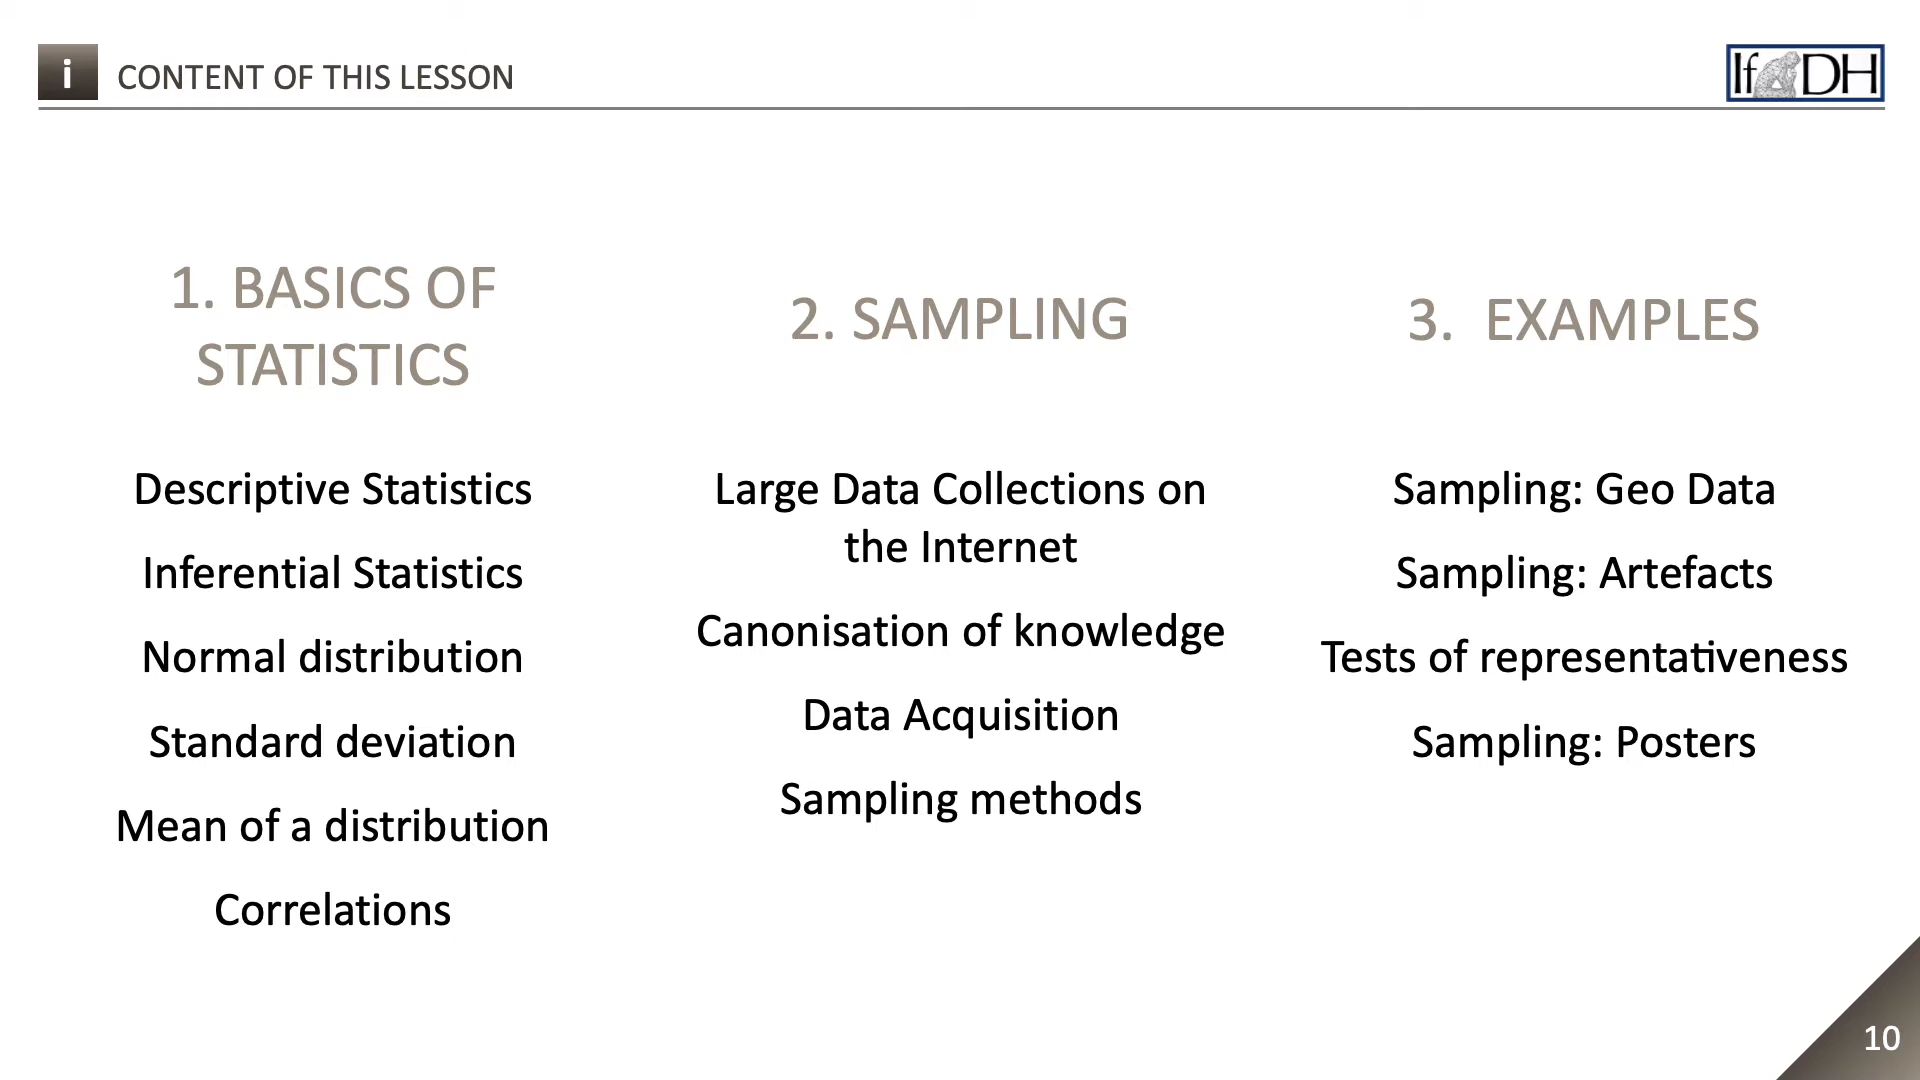 i
CONTENT OF THIS LESSON
IfDH
1. BASICS OF
STATISTICS
Descriptive Statistics
Inferential Statistics
Normal distribution
Standard deviation
Mean of a distribution
Correlations
2. SAMPLING
Large Data Collections on
the Internet
Canonisation of knowledge
Data Acquisition
Sampling methods
3. EXAMPLES
Sampling: Geo Data
Sampling: Artefacts
Tests of representativeness
Sampling: Posters
10